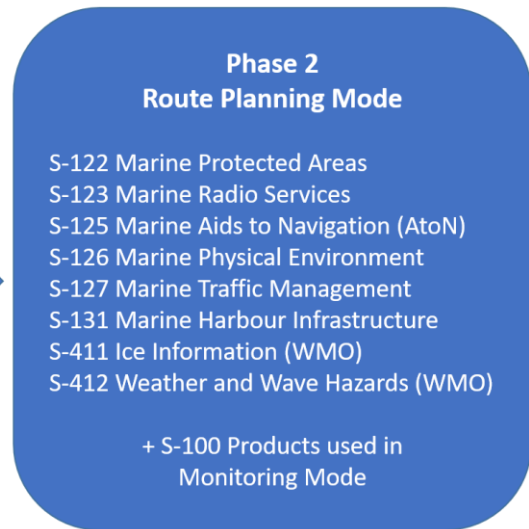 Phase 2
Route Planning Mode
S-122 Marine Protected Areas
S-123 Marine Radio Services
S-125 Marine Aids to Navigation (AtoN)
S-126 Marine Physical Environment
S-127 Marine Traffic Management
S-131 Marine Harbour Infrastructure
S-411 Ice Information (WMO)
S-412 Weather and Wave Hazards (WMO)
+ S-100 Products used in
Monitoring Mode